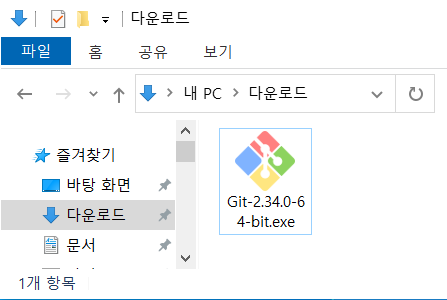 다운로드
파일 홈 공유 보기
내 PC 다운로드
즐겨찾기
바탕 화면
다운로드
문서
Git-2.34.0-6
4-bit.exe
1개 항목